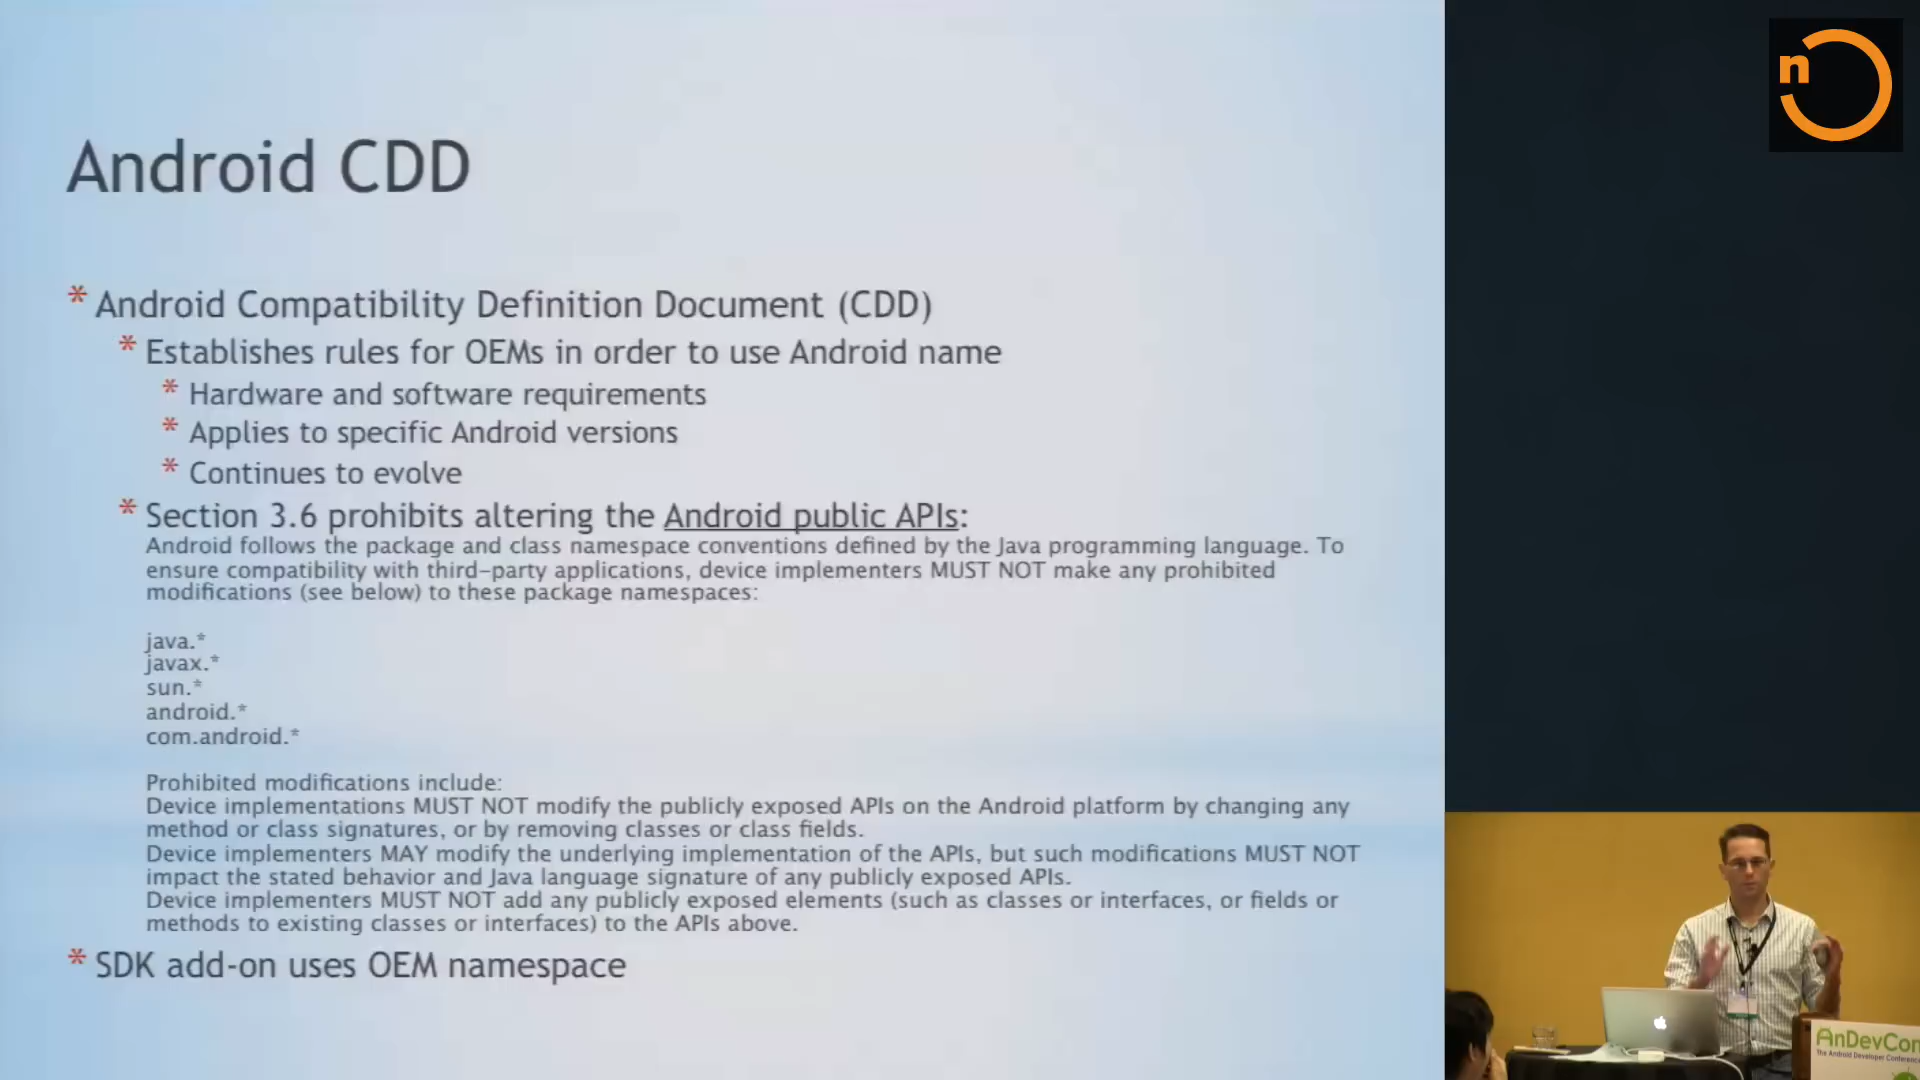 n
Android CDD
* Android Compatibility Definition Document (CDD)
* Establishes rules for OEMs in order to use Android name
* Hardware and software requirements
* Applies to specific Android versions
* Continues to evolve
* Section 3.6 prohibits altering the Android public APIs:
Android follows the package and class namespace conventions defined by the Java programming language. To
ensure compatibility with third-party applications, device implementers MUST NOT make any prohibited
modifications (see below) to these package namespaces:
java.*
javax.*
sun.*
android.*
com.android.*
Prohibited modifications include:
Device implementations MUST NOT modify the publicly exposed APIs on the Android platform by changing any
method or class signatures, or by removing classes or class fields.
Device implementers MAY modify the underlying implementation of the APIs, but such modifications MUST NOT
impact the stated behavior and Java language signature of any publicly exposed APIs.
Device implementers MUST NOT add any publicly exposed elements (such as classes or interfaces, or fields or
methods to existing classes or interfaces) to the APIs above.
* SDK add-on uses OEM namespace
AnDevCon
The Android Developer Conference